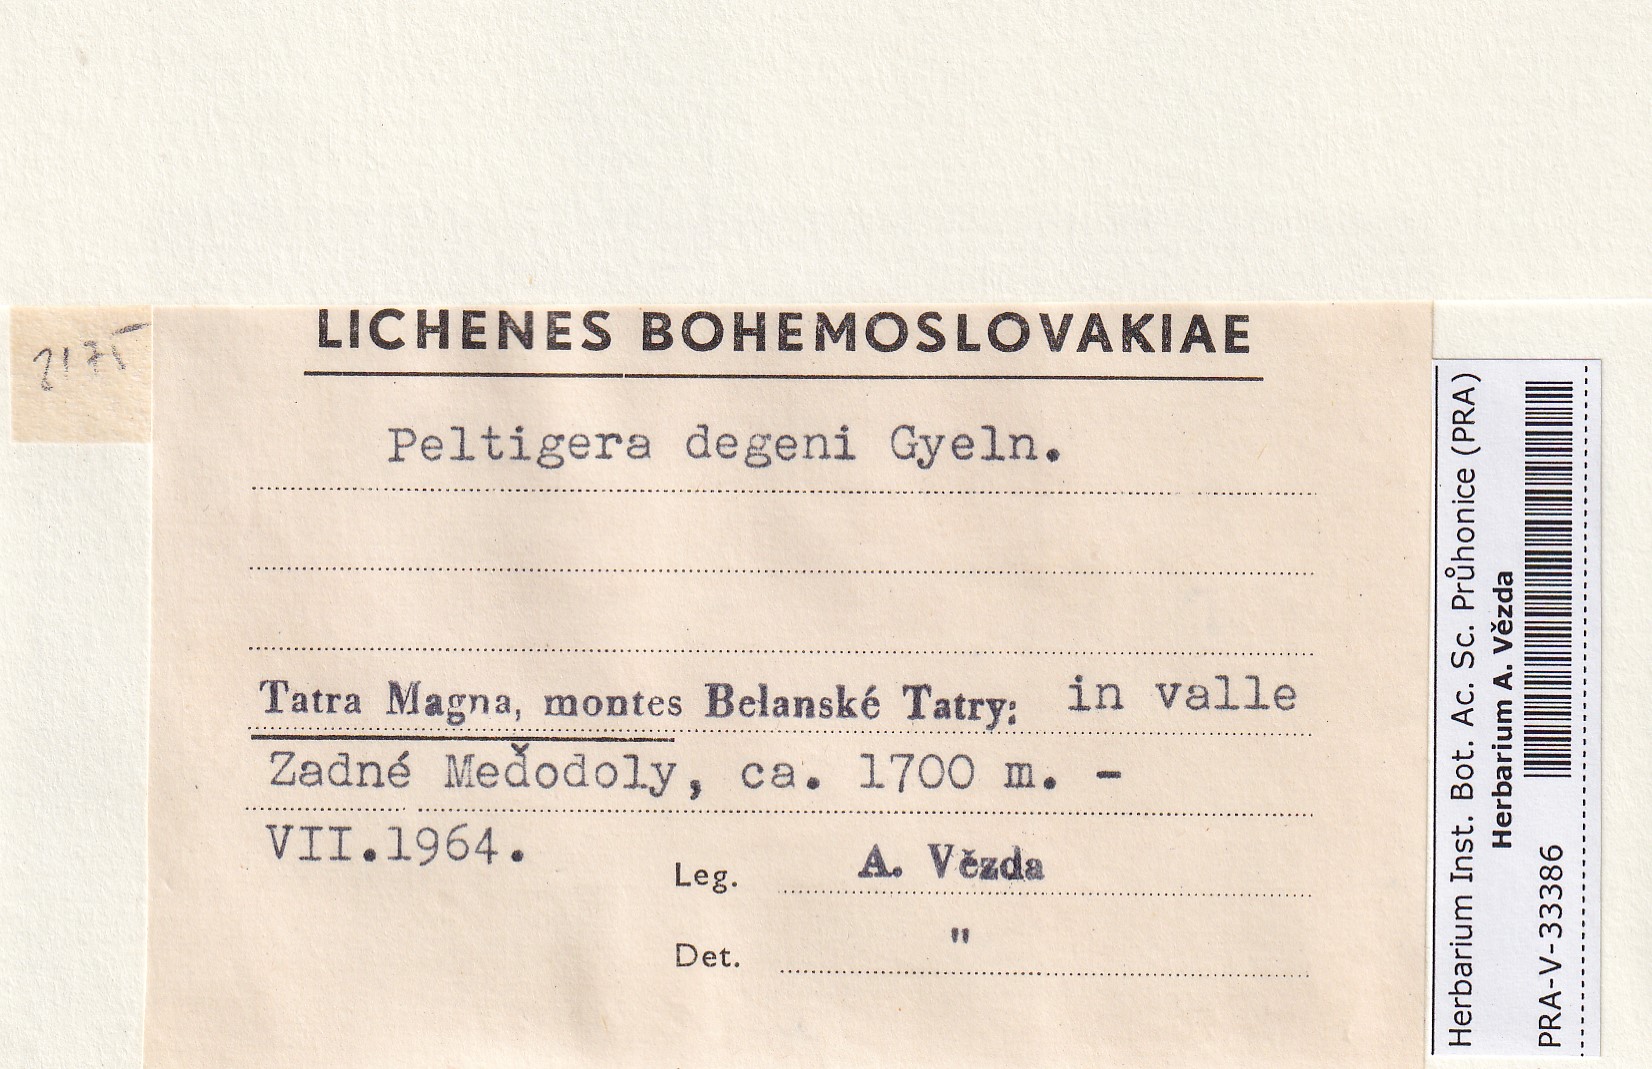 2175
LICHENES BOHEMOSLOVAKIAE
Peltigera degeni Gyeln.
Tatra Magna, montes Belanské Tatry: in valle
Zadné Meďodoly, ca. 1700 m. -
VII.1964.
Leg. A. Vězda
Det. "
Herbarium Inst. Bot. Ac. Sc. Průhonice (PRA)
Herbarium A. Vězda
PRA-V-33386